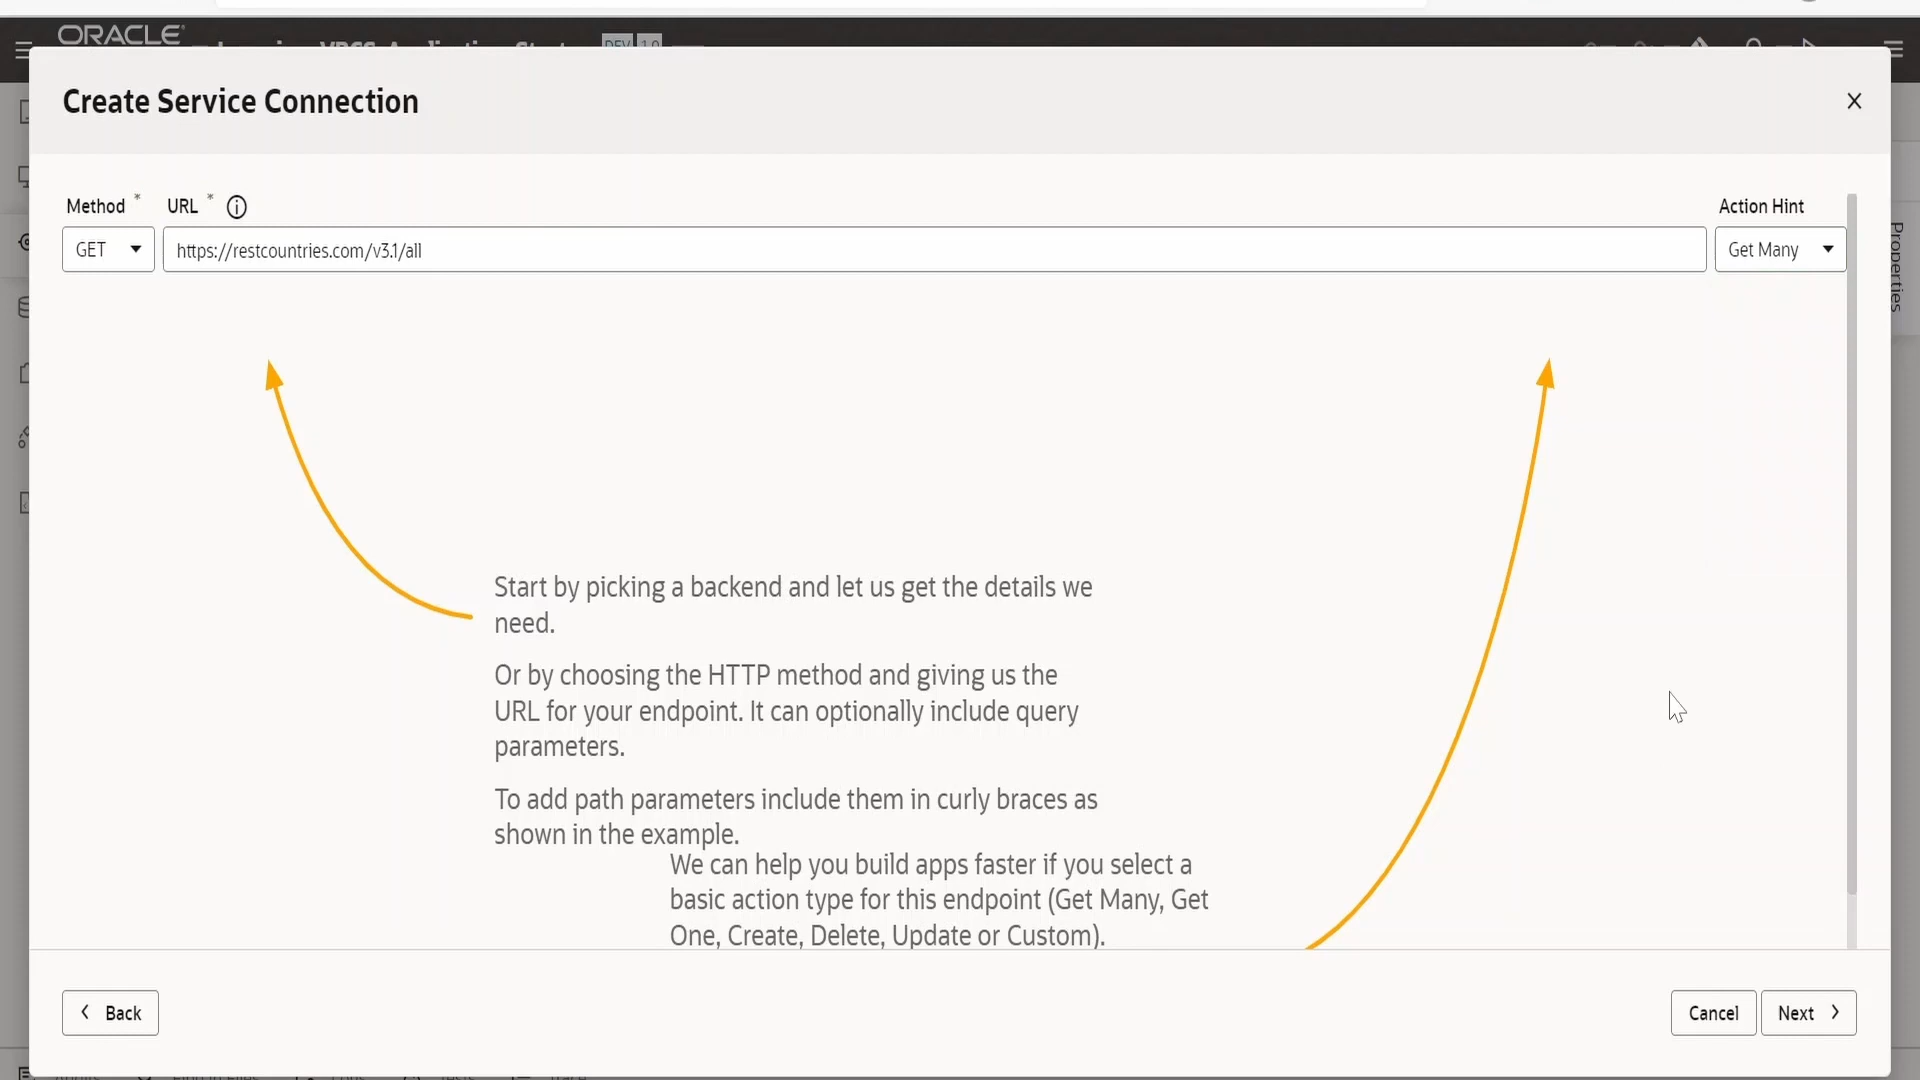 ORACLE
DEV 1.0
Create Service Connection
Method * URL *
Action Hint
GET
https://restcountries.com/v3.1/all
Get Many
Properties
Start by picking a backend and let us get the details we
need.
Or by choosing the HTTP method and giving us the
URL for your endpoint. It can optionally include query
parameters.
To add path parameters include them in curly braces as
shown in the example.
We can help you build apps faster if you select a
basic action type for this endpoint (Get Many, Get
One, Create, Delete, Update or Custom).
Back
Cancel
Next